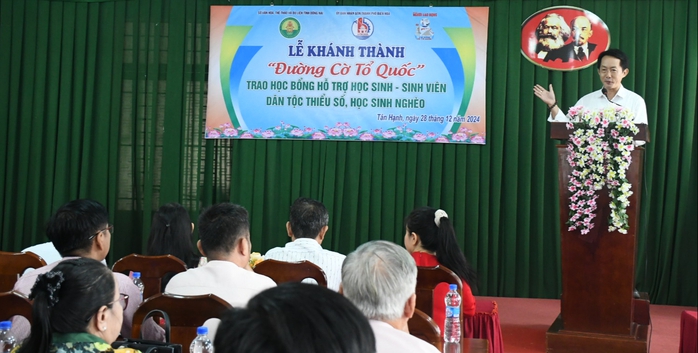 LỄ KHÁNH THÀNH
“Đường Cờ Tổ Quốc”
TRAO HỌC BỔNG HỖ TRỢ HỌC SINH - SINH VIÊN
DÂN TỘC THIỂU SỐ, HỌC SINH NGHÈO
Tân Hạnh, ngày 28 tháng 12 năm 2024